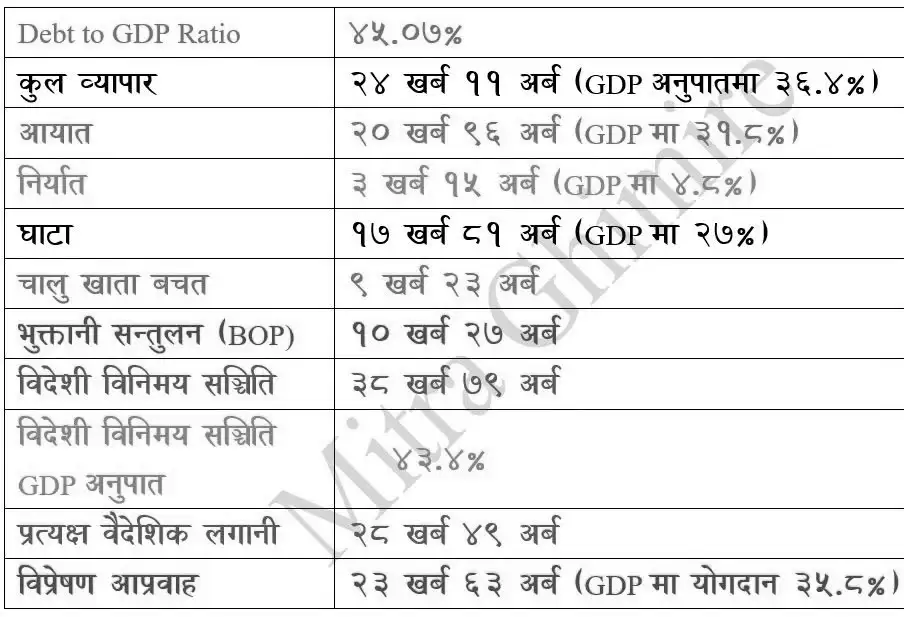 Debt to GDP Ratio ४५.०७%
कुल व्यापार २४ खर्ब ११ अर्ब (GDP अनुपातमा ३६.४%)
आयात २० खर्ब ९६ अर्ब (GDP मा ३१.८%)
निर्यात ३ खर्ब १५ अर्ब (GDP मा ४.८%)
घाटा १७ खर्ब ८१ अर्ब (GDP मा २७%)
चालु खाता बचत ९ खर्ब २३ अर्ब
भुक्तानी सन्तुलन (BOP) १० खर्ब २७ अर्ब
विदेशी विनिमय सञ्चिति ३८ खर्ब ७९ अर्ब
विदेशी विनिमय सञ्चिति
GDP अनुपात ४३.४%
प्रत्यक्ष वैदेशिक लगानी २८ खर्ब ४९ अर्ब
विप्रेषण आप्रवाह २३ खर्ब ६३ अर्ब (GDP मा योगदान ३५.८%)
Mitra Ghimire